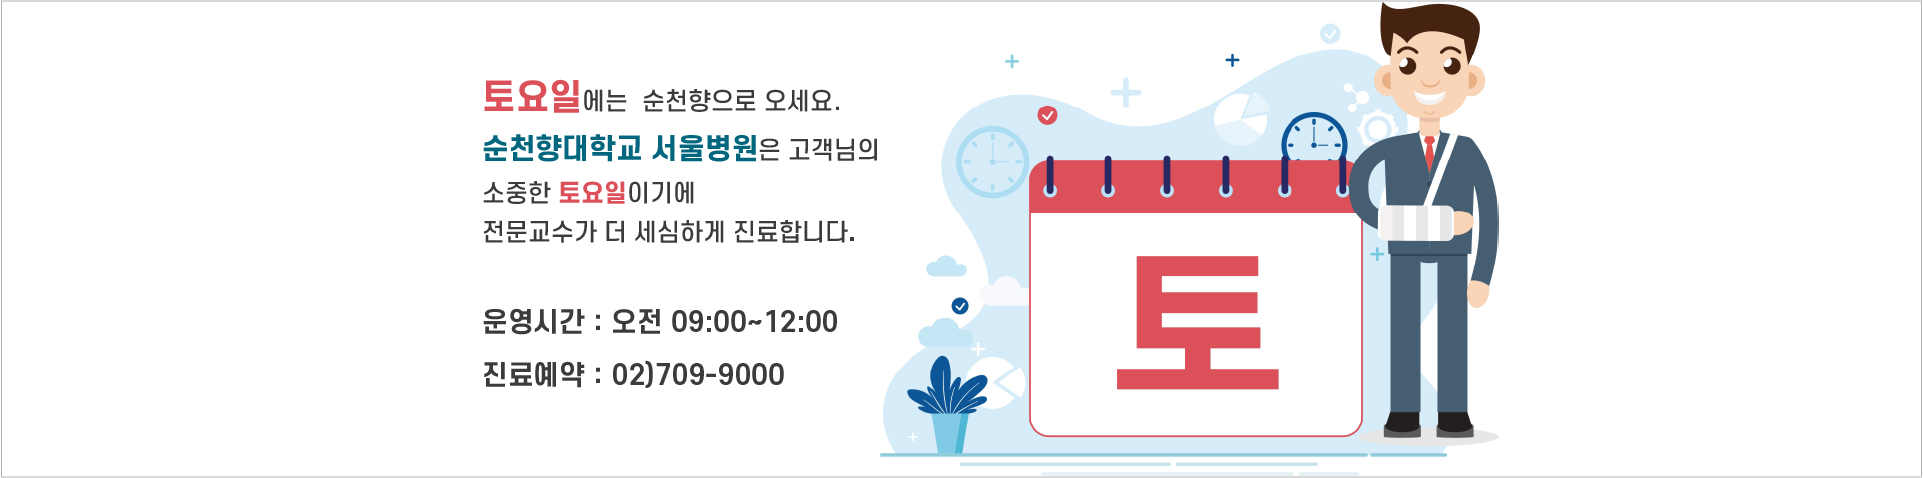 토요일에는 순천향으로 오세요.
순천향대학교 서울병원은 고객님의
소중한 토요일이기에
전문교수가 더 세심하게 진료합니다.
운영시간 : 오전 09:00~12:00
진료예약 : 02)709-9000
토